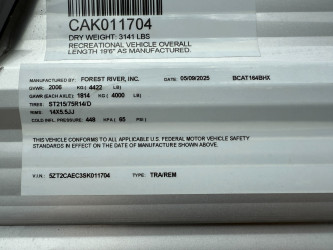 CAK011704
DRY WEIGHT: 3141 LBS
RECREATIONAL VEHICLE OVERALL
LENGTH 19'6" AS MANUFACTURED.
MANUFACTURED BY: FOREST RIVER, INC. DATE: 05/09/2025 BCAT164BHX
GVWR: 2006 KG ( 4422 LB)
GAWR (EACH AXLE): 1814 KG ( 4000 LB)
TIRES: ST215/75R14/D
RIMS: 14X5.5JJ
COLD INFL. PRESSURE: 448 KPA ( 65 PSI)
THIS VEHICLE CONFORMS TO ALL APPLICABLE U.S. FEDERAL MOTOR VEHICLE SAFETY
STANDARDS IN EFFECT ON THE DATE OF MANUFACTURE SHOWN ABOVE.
V.I.N.: 5ZT2CAEC3SK011704 TYPE: TRA/REM